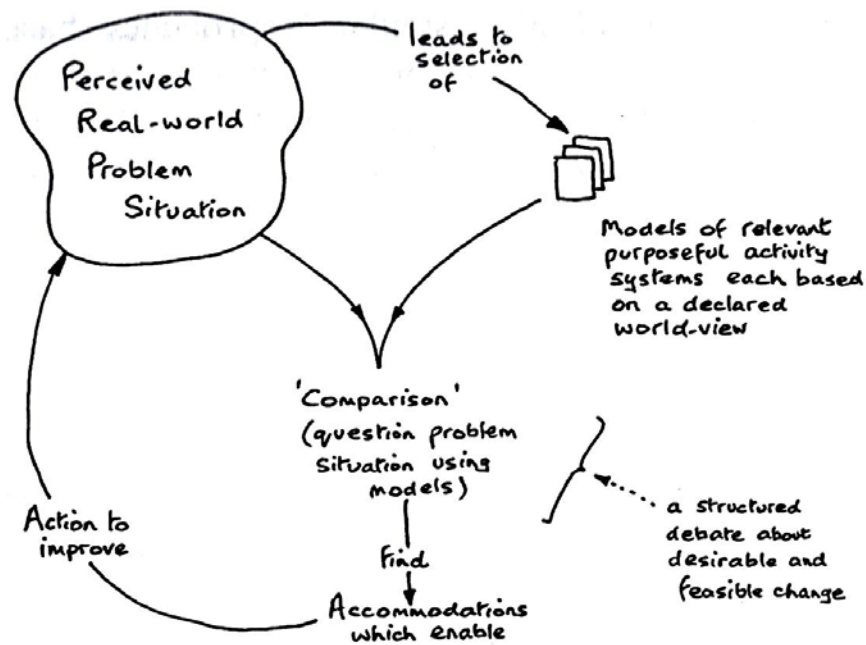 Perceived
Real-world
Problem
Situation
leads to
selection
of
Models of relevant
purposeful activity
systems each based
on a declared
world-view
'Comparison'
(question problem
situation using
models)
find
Accommodations
which enable
Action to
improve
a structured
debate about
desirable and
feasible change